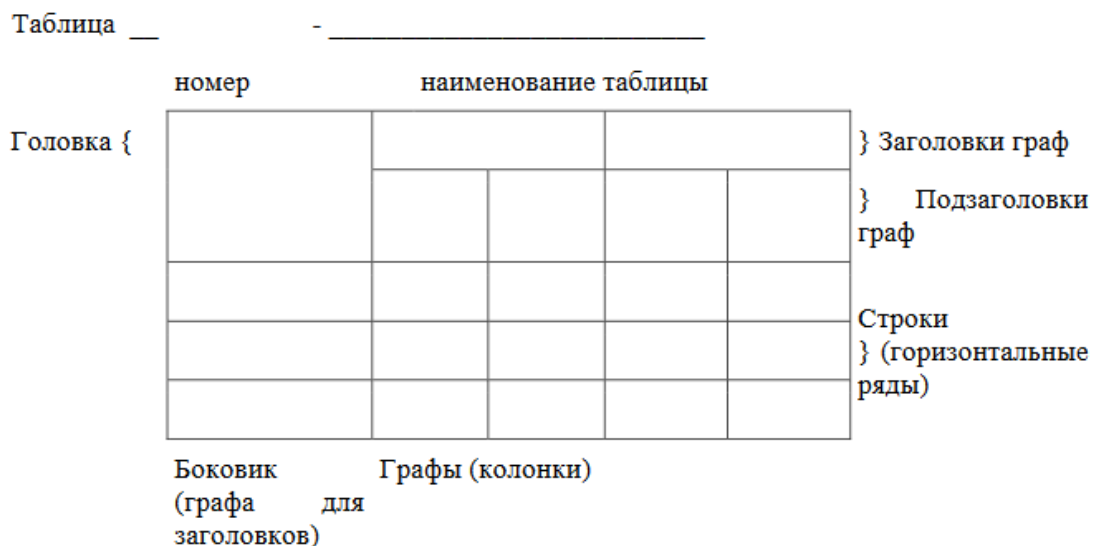 Таблица __ - __________________________
номер наименование таблицы
Головка {
} Заголовки граф
} Подзаголовки
граф
Строки
} (горизонтальные
ряды)
Боковик Графы (колонки)
(графа для
заголовков)